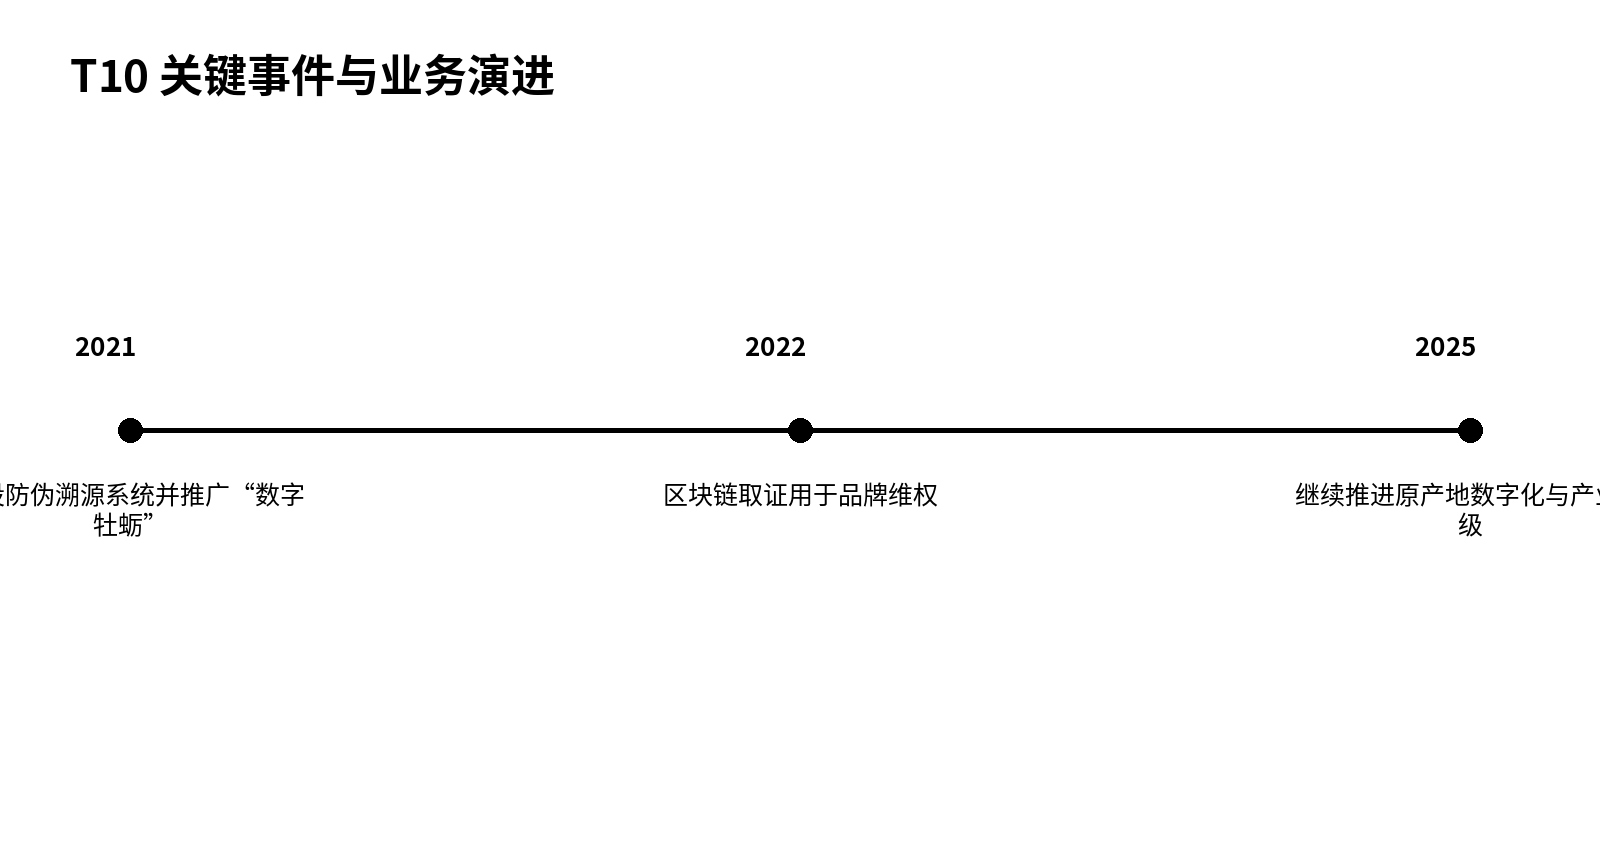 T10 关键事件与业务演进
2021
2022
2025
防伪溯源系统并推广“数字
牡蛎”
区块链取证用于品牌维权
继续推进原产地数字化与产
级